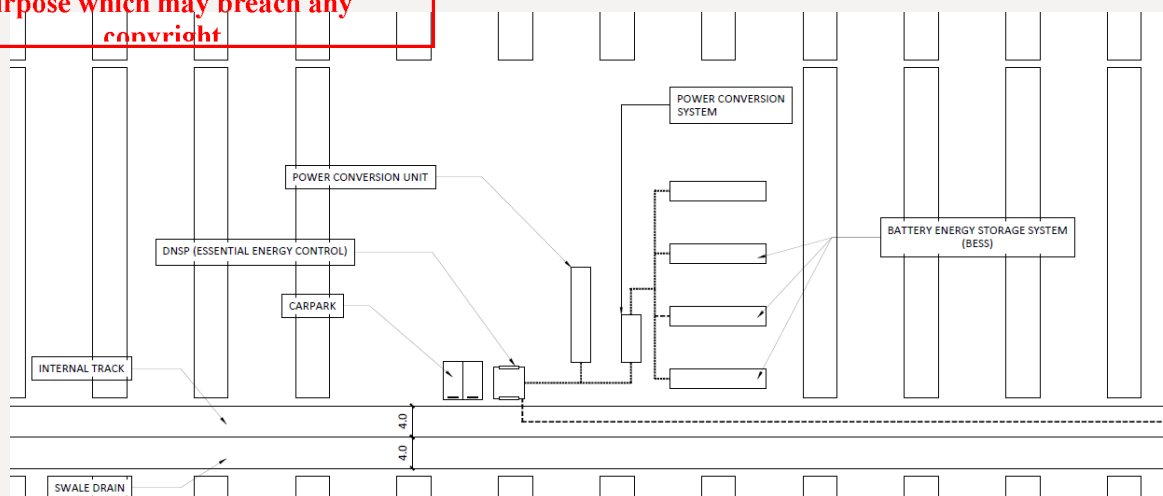 purpose which may breach any
copyright
POWER CONVERSION
SYSTEM
POWER CONVERSION UNIT
BATTERY ENERGY STORAGE SYSTEM
(BESS)
DNSP (ESSENTIAL ENERGY CONTROL)
CARPARK
INTERNAL TRACK
4.0
4.0
SWALE DRAIN